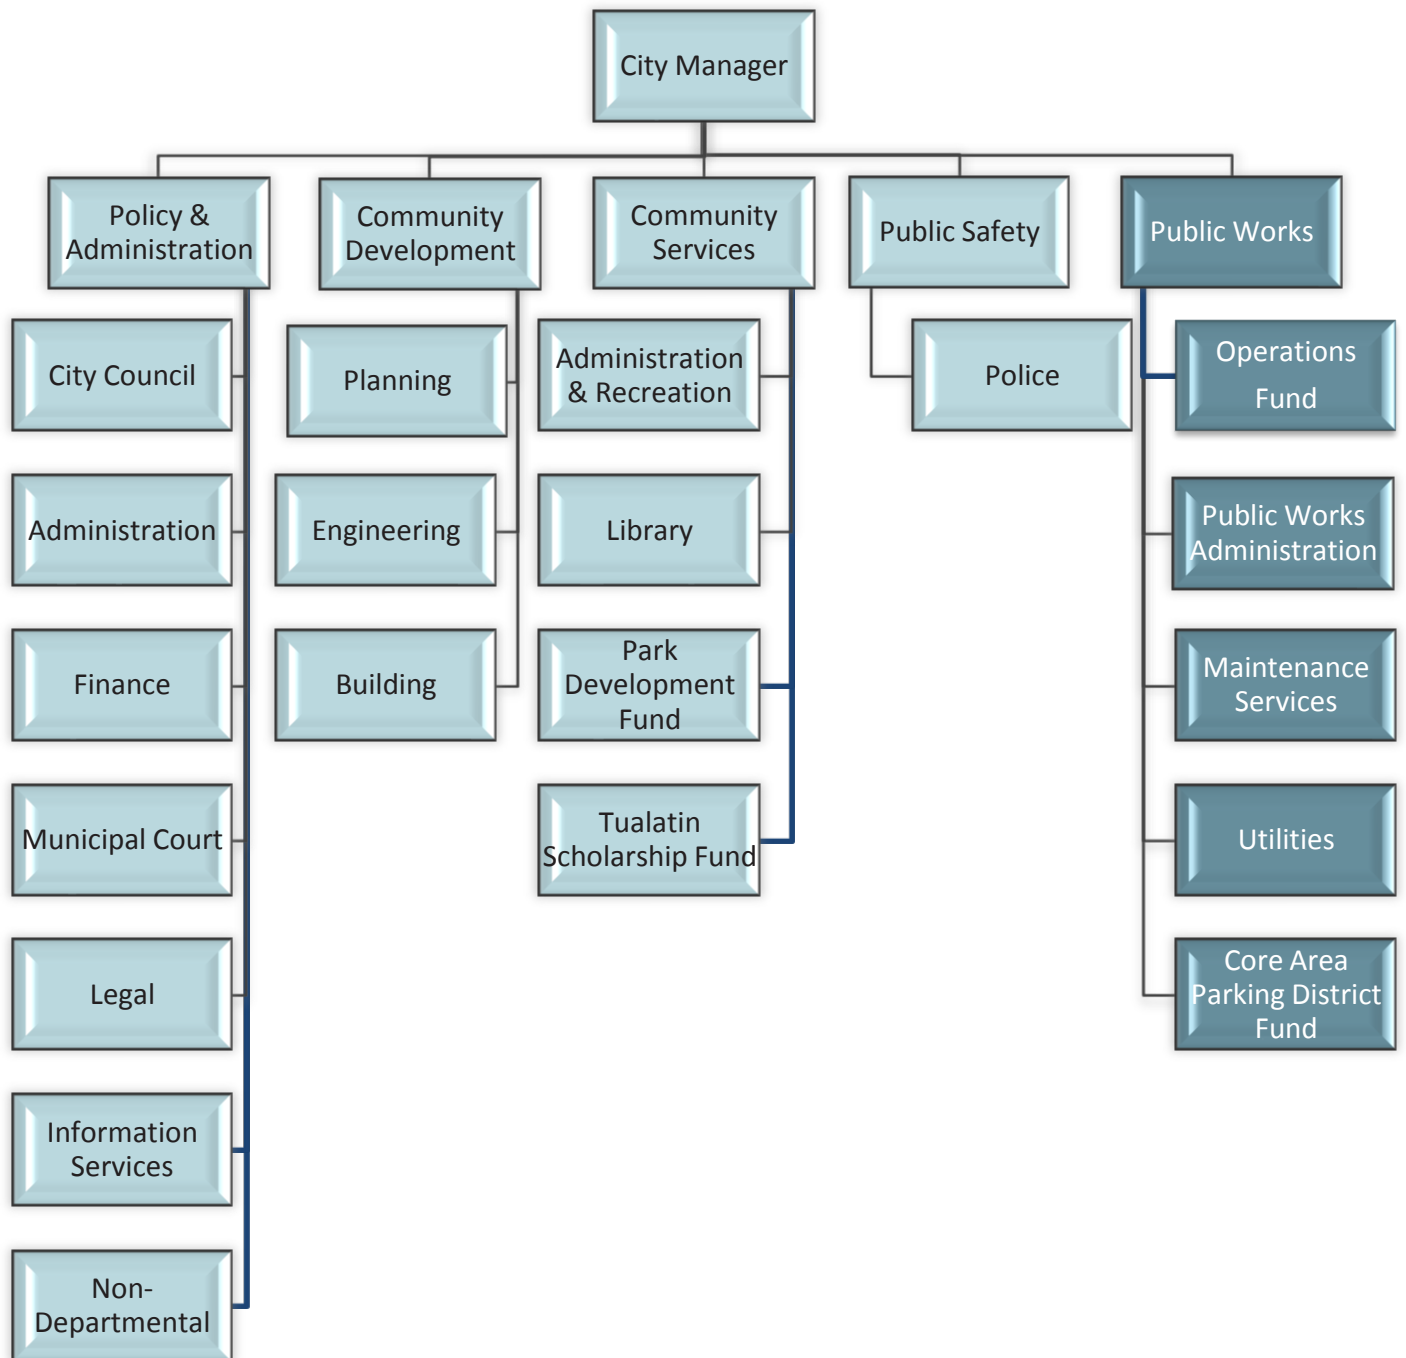 City Manager
Policy &
Administration
Community
Development
Community
Services
Public Safety
Public Works
City Council
Administration
Finance
Municipal Court
Legal
Information
Services
Non-
Departmental
Planning
Engineering
Building
Administration
& Recreation
Library
Park
Development
Fund
Tualatin
Scholarship Fund
Police
Operations
Fund
Public Works
Administration
Maintenance
Services
Utilities
Core Area
Parking District
Fund